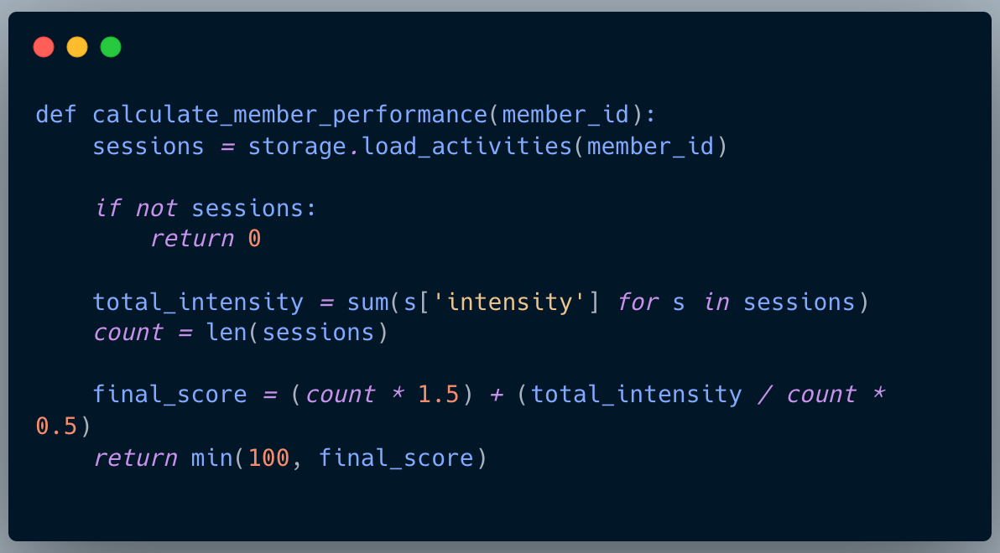 def calculate_member_performance(member_id):
    sessions = storage.load_activities(member_id)

    if not sessions:
        return 0

    total_intensity = sum(s['intensity'] for s in sessions)
    count = len(sessions)

    final_score = (count * 1.5) + (total_intensity / count *
0.5)
    return min(100, final_score)